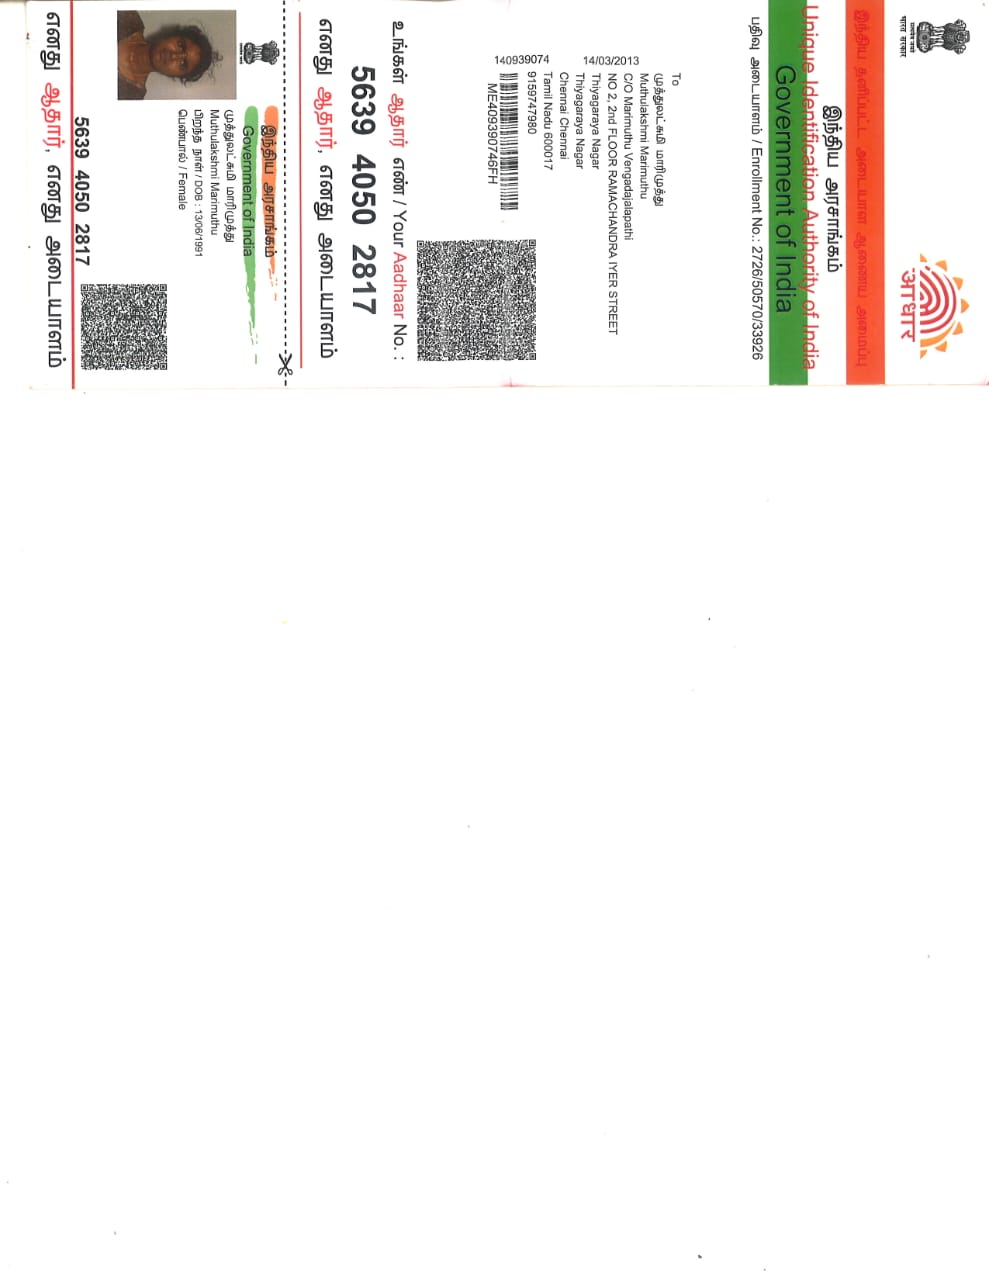 भारत सरकार
आधार
இந்திய தனிப்பட்ட அடையாள ஆணைய அமைப்பு
இந்திய அரசாங்கம்
Unique Identification Authority of India
Government of India
பதிவு அடையாளம் / Enrollment No.: 2726/50570/33926
To
முத்துலட்சுமி மாரிமுத்து
Muthulakshmi Marimuthu
C/O Marimuthu Vengadajalapathi
NO 2, 2nd FLOOR RAMACHANDRA IYER STREET
Thiyagaraya Nagar
Thiyagaraya Nagar
Chennai Chennai
Tamil Nadu 600017
9159747980
14/03/2013
140939074
ME409390746FH
உங்கள் ஆதார் எண் / Your Aadhaar No. :
5639 4050 2817
எனது ஆதார், எனது அடையாளம்
இந்திய அரசாங்கம்
Government of India
முத்துலட்சுமி மாரிமுத்து
Muthulakshmi Marimuthu
பிறந்த நாள் / DOB : 13/06/1991
பெண்பால் / Female
5639 4050 2817
எனது ஆதார், எனது அடையாளம்